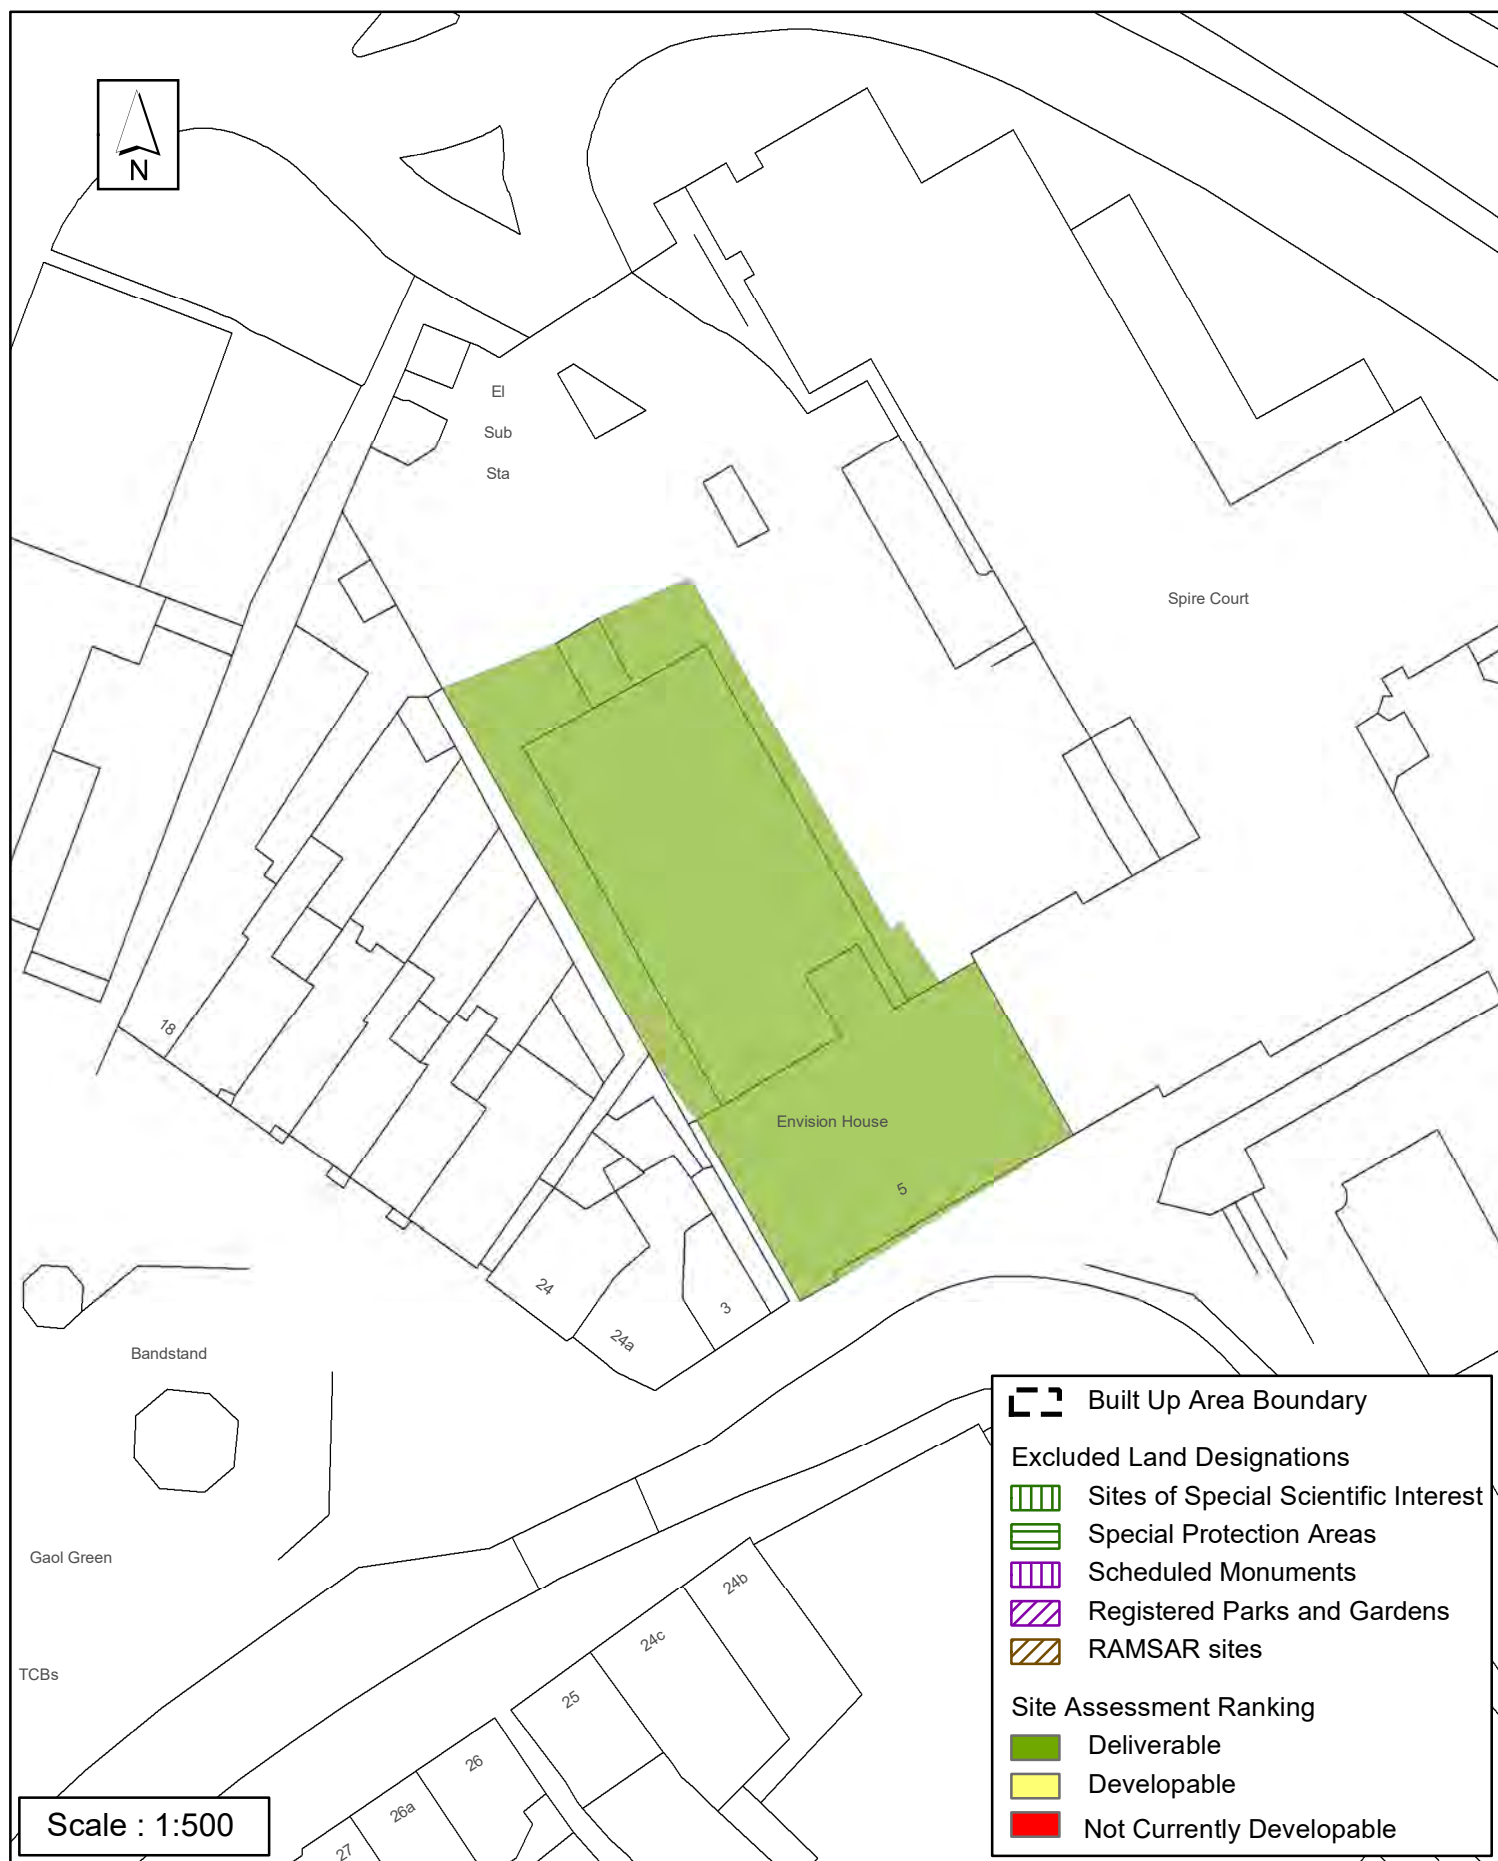 N
El
Sub
Sta
Spire Court
18
Envision House
5
24
3
24a
Bandstand
Gaol Green
24b
24c
TCBs
25
26
26a
27
Scale : 1:500
Built Up Area Boundary
Excluded Land Designations
Sites of Special Scientific Interest
Special Protection Areas
Scheduled Monuments
Registered Parks and Gardens
RAMSAR sites
Site Assessment Ranking
Deliverable
Developable
Not Currently Developable